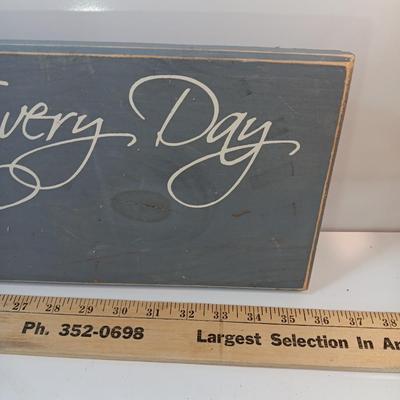 Every Day
27 28 29 30 31 32 33 34 35 36 37 38
Ph. 352-0698 Largest Selection In Ar